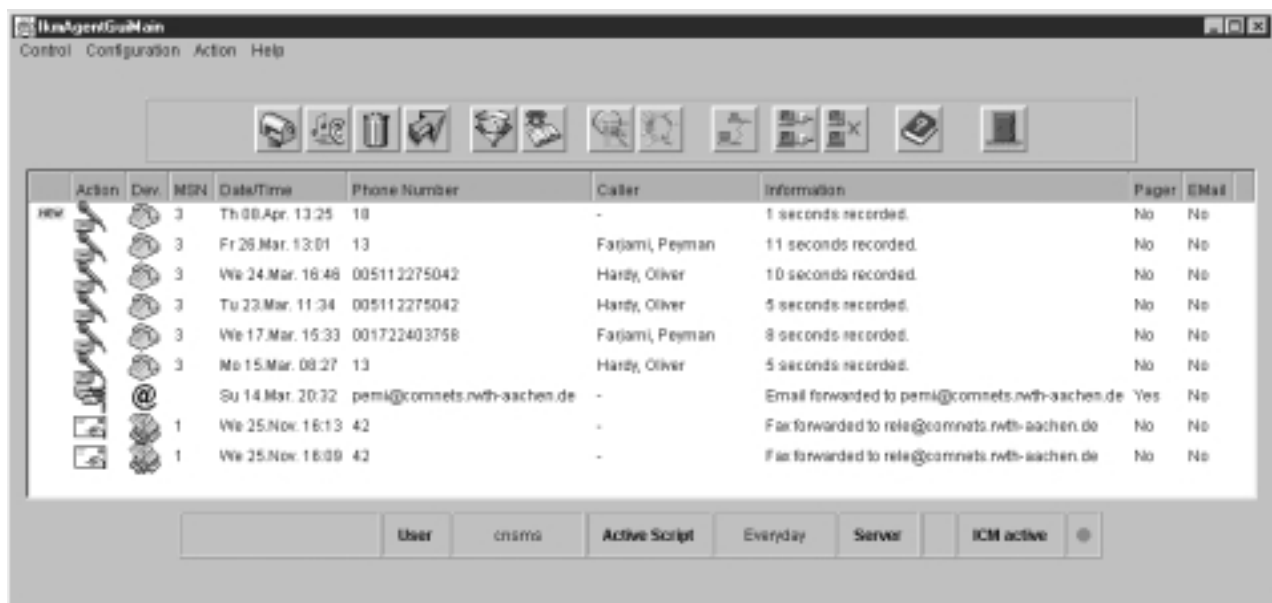 IkmAgentGuiMain
Control Configuration Action Help
Action Dev. MSN Date/Time Phone Number Caller Information Pager EMail
NEW 3 Th 08.Apr. 13:25 18 - 1 seconds recorded. No No
3 Fr 26.Mar. 13:01 13 Farjami, Peyman 11 seconds recorded. No No
3 We 24.Mar. 16:46 005112275042 Hardy, Oliver 10 seconds recorded. No No
3 Tu 23.Mar. 11:34 005112275042 Hardy, Oliver 5 seconds recorded. No No
3 We 17.Mar. 15:33 001722403758 Farjami, Peyman 8 seconds recorded. No No
3 Mo 15.Mar. 08:27 13 Hardy, Oliver 5 seconds recorded. No No
@ Su 14.Mar. 20:32 pemi@comnets.rwth-aachen.de - Email forwarded to pemi@comnets.rwth-aachen.de Yes No
1 We 25.Nov. 16:13 42 - Fax forwarded to rele@comnets.rwth-aachen.de No No
1 We 25.Nov. 16:09 42 - Fax forwarded to rele@comnets.rwth-aachen.de No No
User cnsms Active Script Everyday Server ICM active